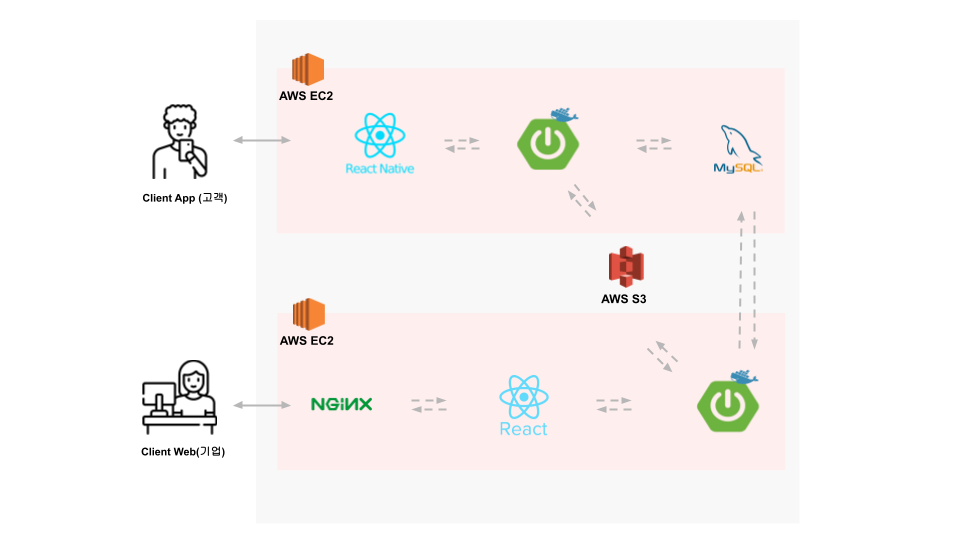 AWS EC2
React Native
MySQL
Client App (고객)
AWS S3
AWS EC2
NGINX
React
Client Web(기업)